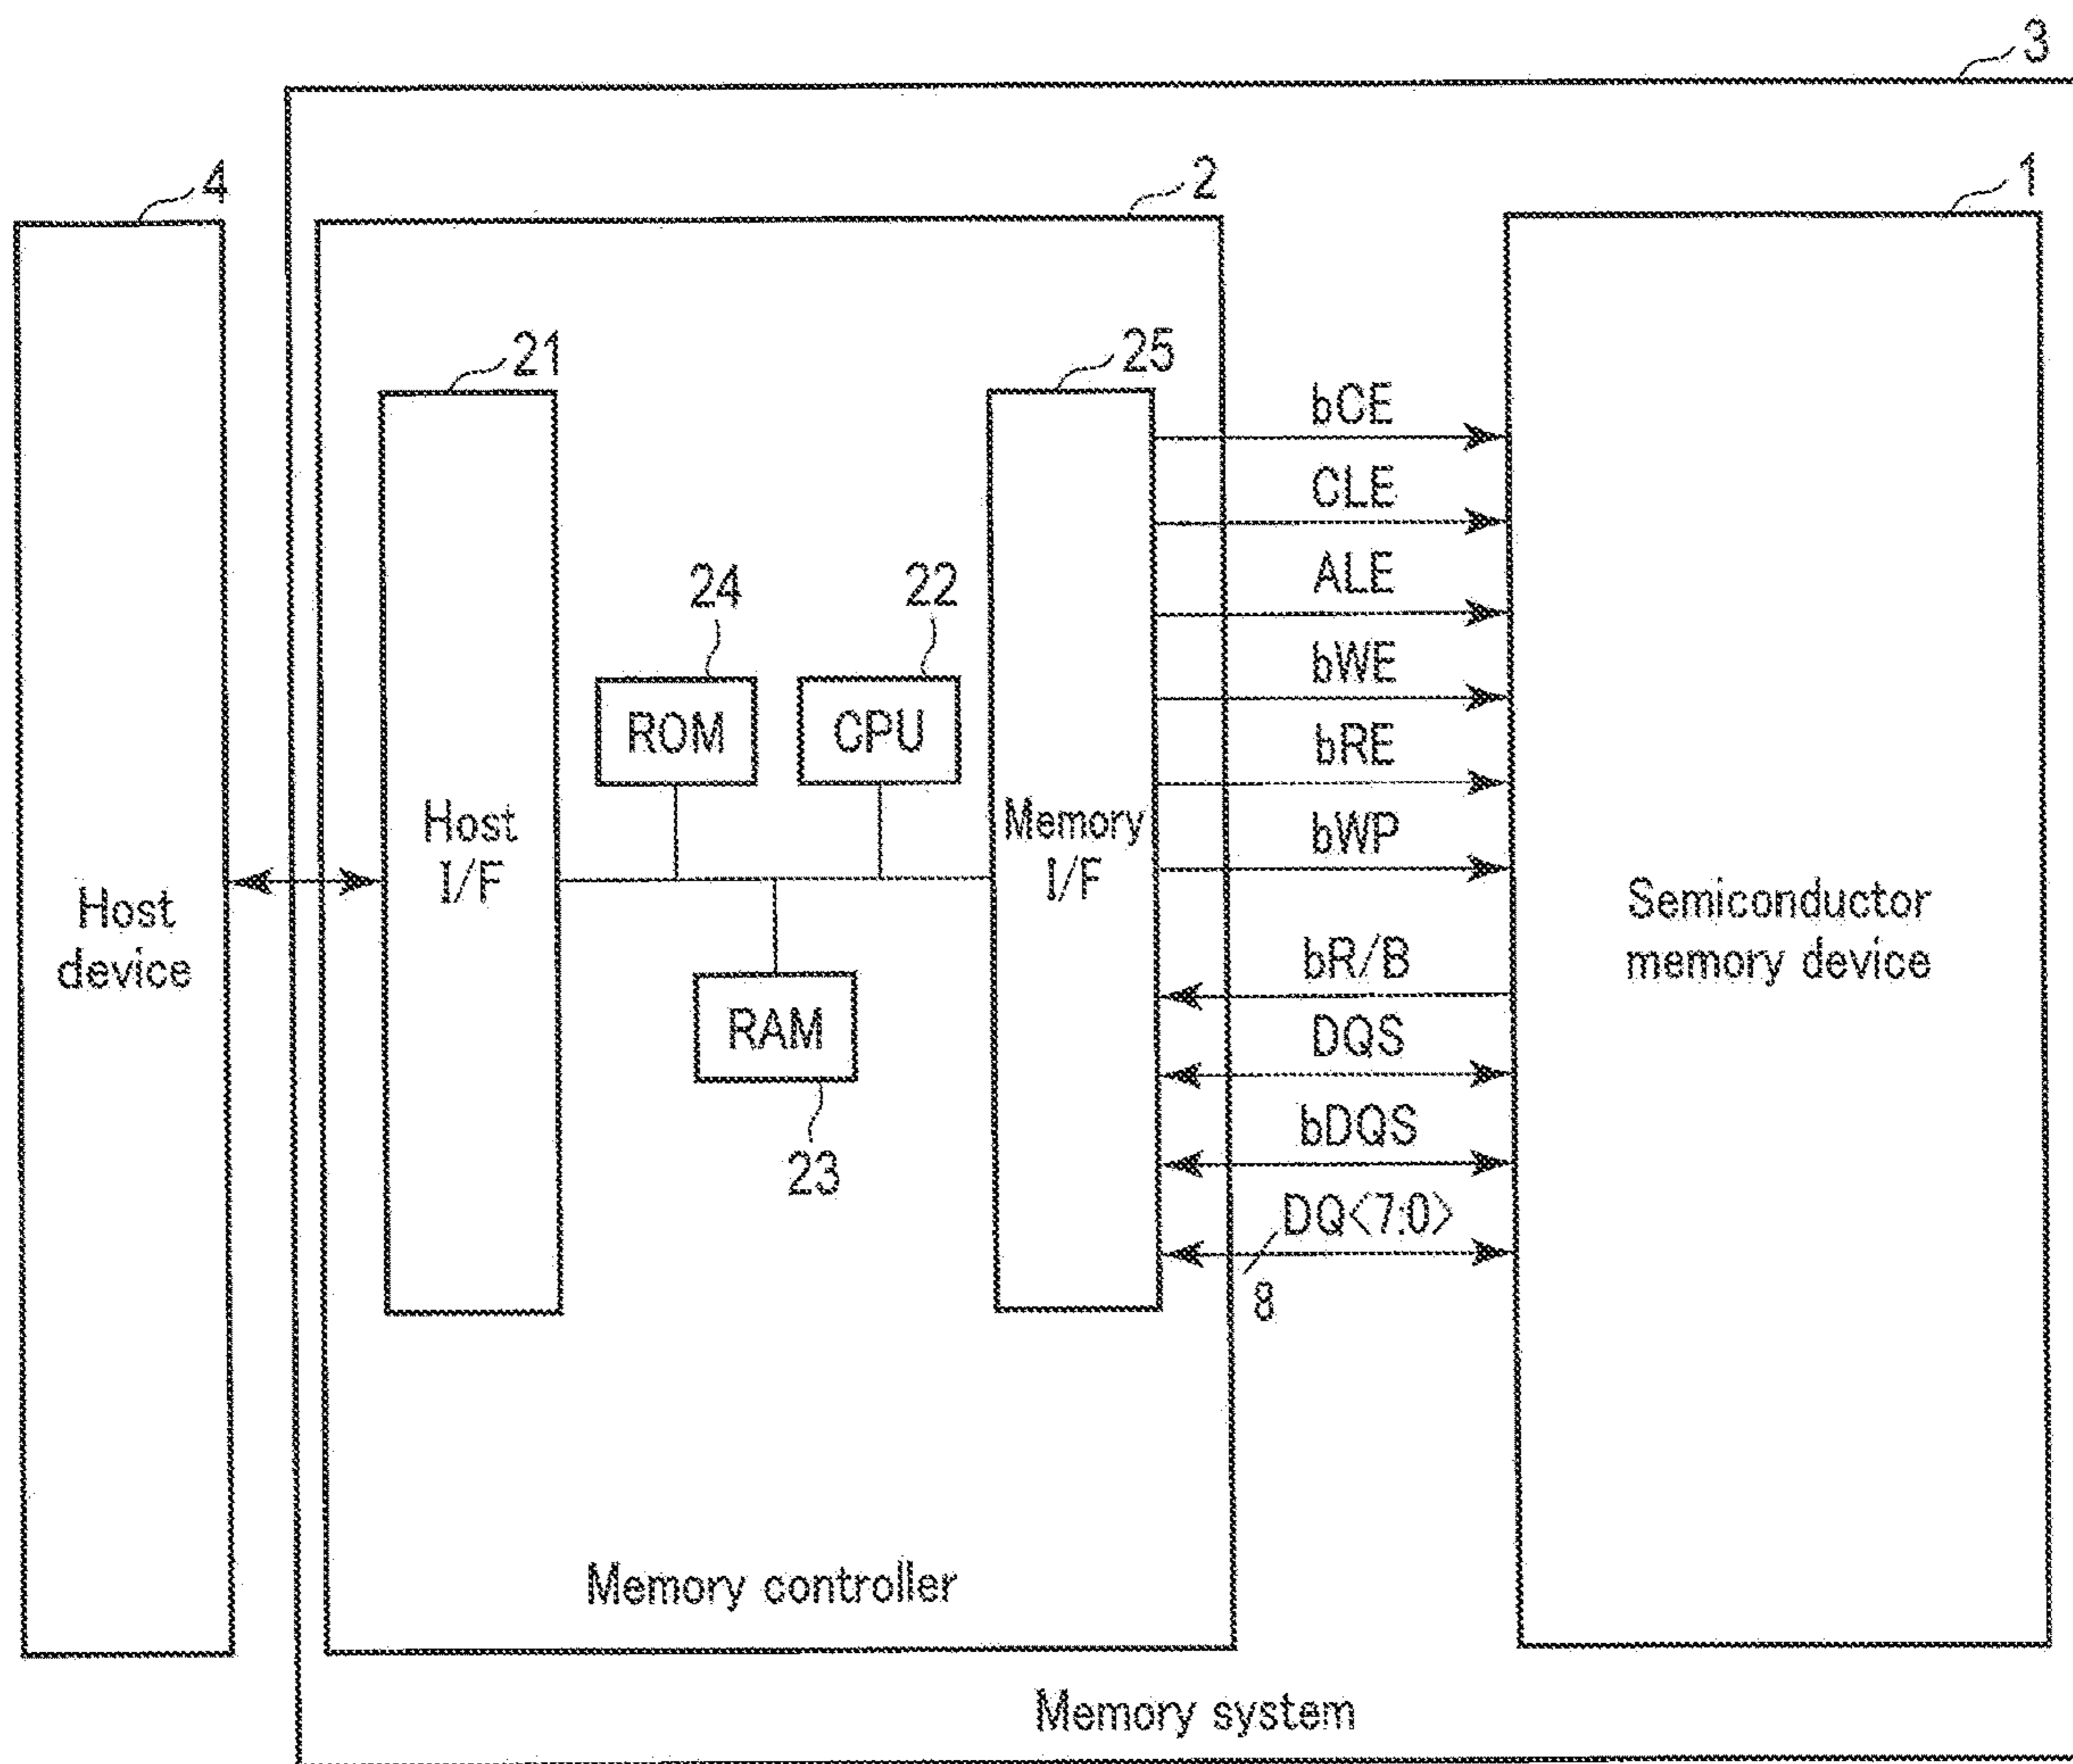 3
4
2
1
21
25
bCE
CLE
ALE
24
22
bWE
ROM
CPU
bRE
Host
I/F
Memory
I/F
bWP
Host
device
Semiconductor
memory device
bR/B
RAM
DQS
bDQS
23
DQ<7:0>
8
Memory controller
Memory system